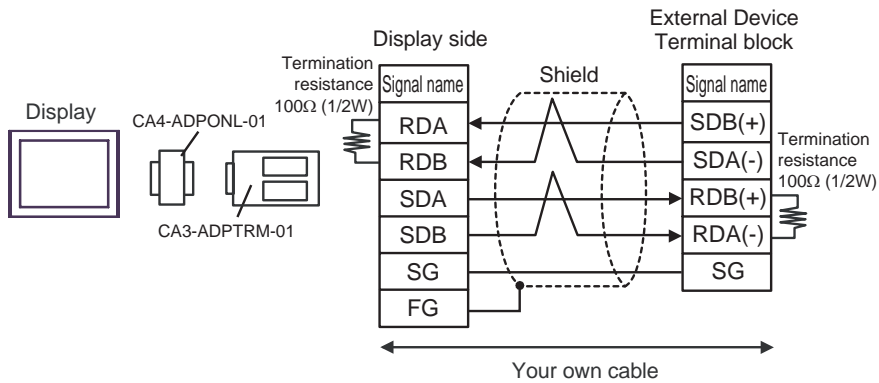 Display
CA4-ADPONL-01
CA3-ADPTRM-01
Termination
resistance
100Ω (1/2W)
Display side
Signal name
RDA
RDB
SDA
SDB
SG
FG
Shield
External Device
Terminal block
Signal name
SDB(+)
SDA(-)
RDB(+)
RDA(-)
SG
Termination
resistance
100Ω (1/2W)
Your own cable